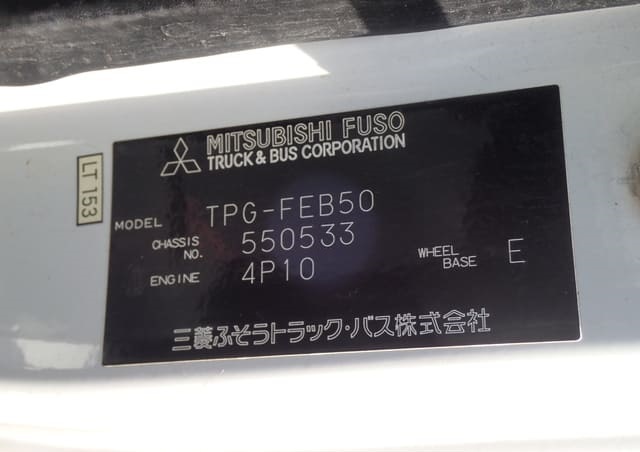 MITSUBISHI FUSO
TRUCK & BUS CORPORATION
LT 153
MODEL TPG-FEB50
CHASSIS NO. 550533
ENGINE 4P10
WHEEL BASE E
三菱ふそうトラック・バス株式会社